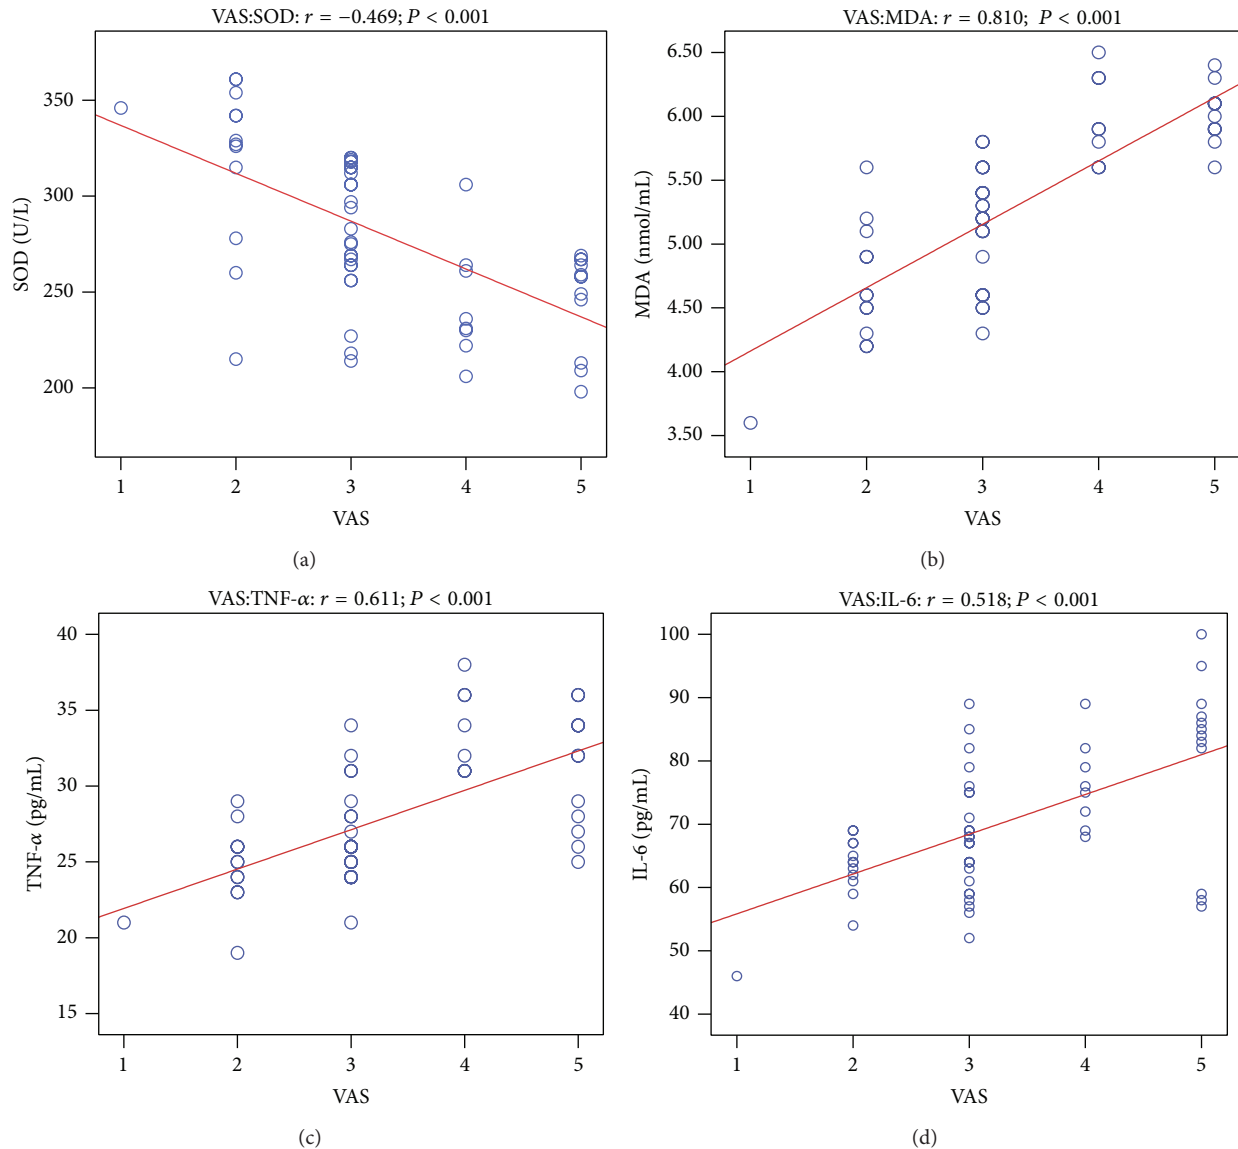 VAS:SOD: r = −0.469; P < 0.001
350
300
250
200
SOD (U/L)
1 2 3 4 5
VAS
(a)
VAS:MDA: r = 0.810; P < 0.001
6.50
6.00
5.50
5.00
4.50
4.00
3.50
MDA (nmol/mL)
1 2 3 4 5
VAS
(b)
VAS:TNF-α: r = 0.611; P < 0.001
40
35
30
25
20
15
TNF-α (pg/mL)
1 2 3 4 5
VAS
(c)
VAS:IL-6: r = 0.518; P < 0.001
100
90
80
70
60
50
40
IL-6 (pg/mL)
1 2 3 4 5
VAS
(d)